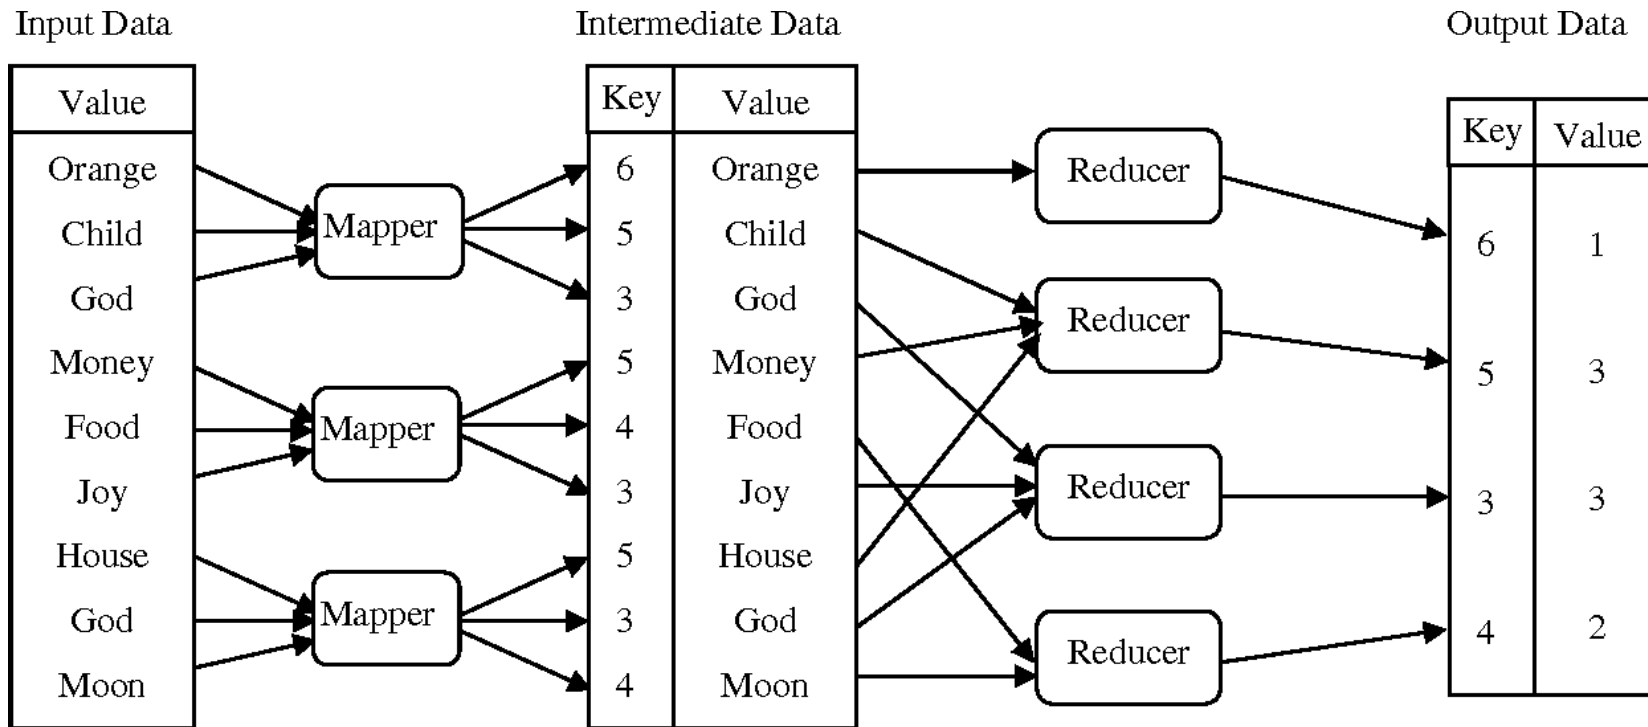 Input Data Intermediate Data Output Data
Value Key Value Key Value
Orange Mapper 6 Orange Reducer 6 1
Child 5 Child
God 3 God Reducer 5 3
Money Mapper 5 Money
Food 4 Food
Joy 3 Joy Reducer 3 3
House Mapper 5 House
God 3 God Reducer 4 2
Moon 4 Moon